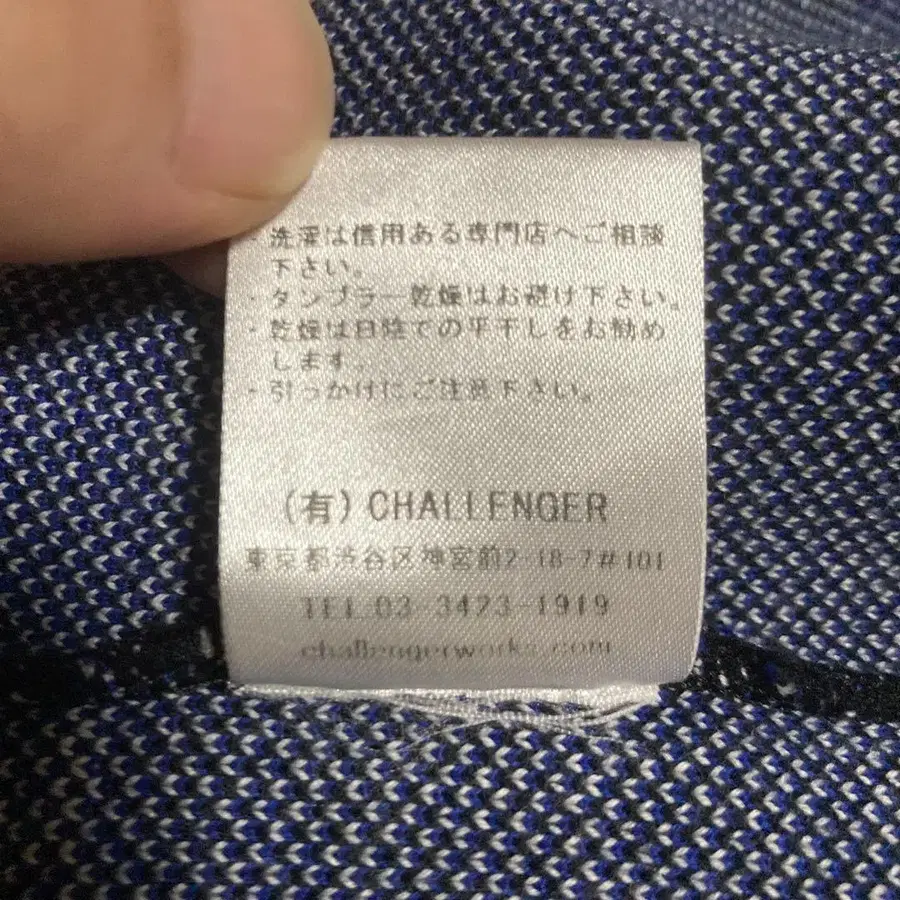 ・洗濯は信用ある専門店へご相談
下さい。
・タンブラー乾燥はお避け下さい。
・乾燥は日陰での平干しをお勧め
します。
・引っかけにご注意下さい。
(有) CHALLENGER
東京都渋谷区神宮前2-18-7#101
TEL:03-3423-1919
challengerworks.com